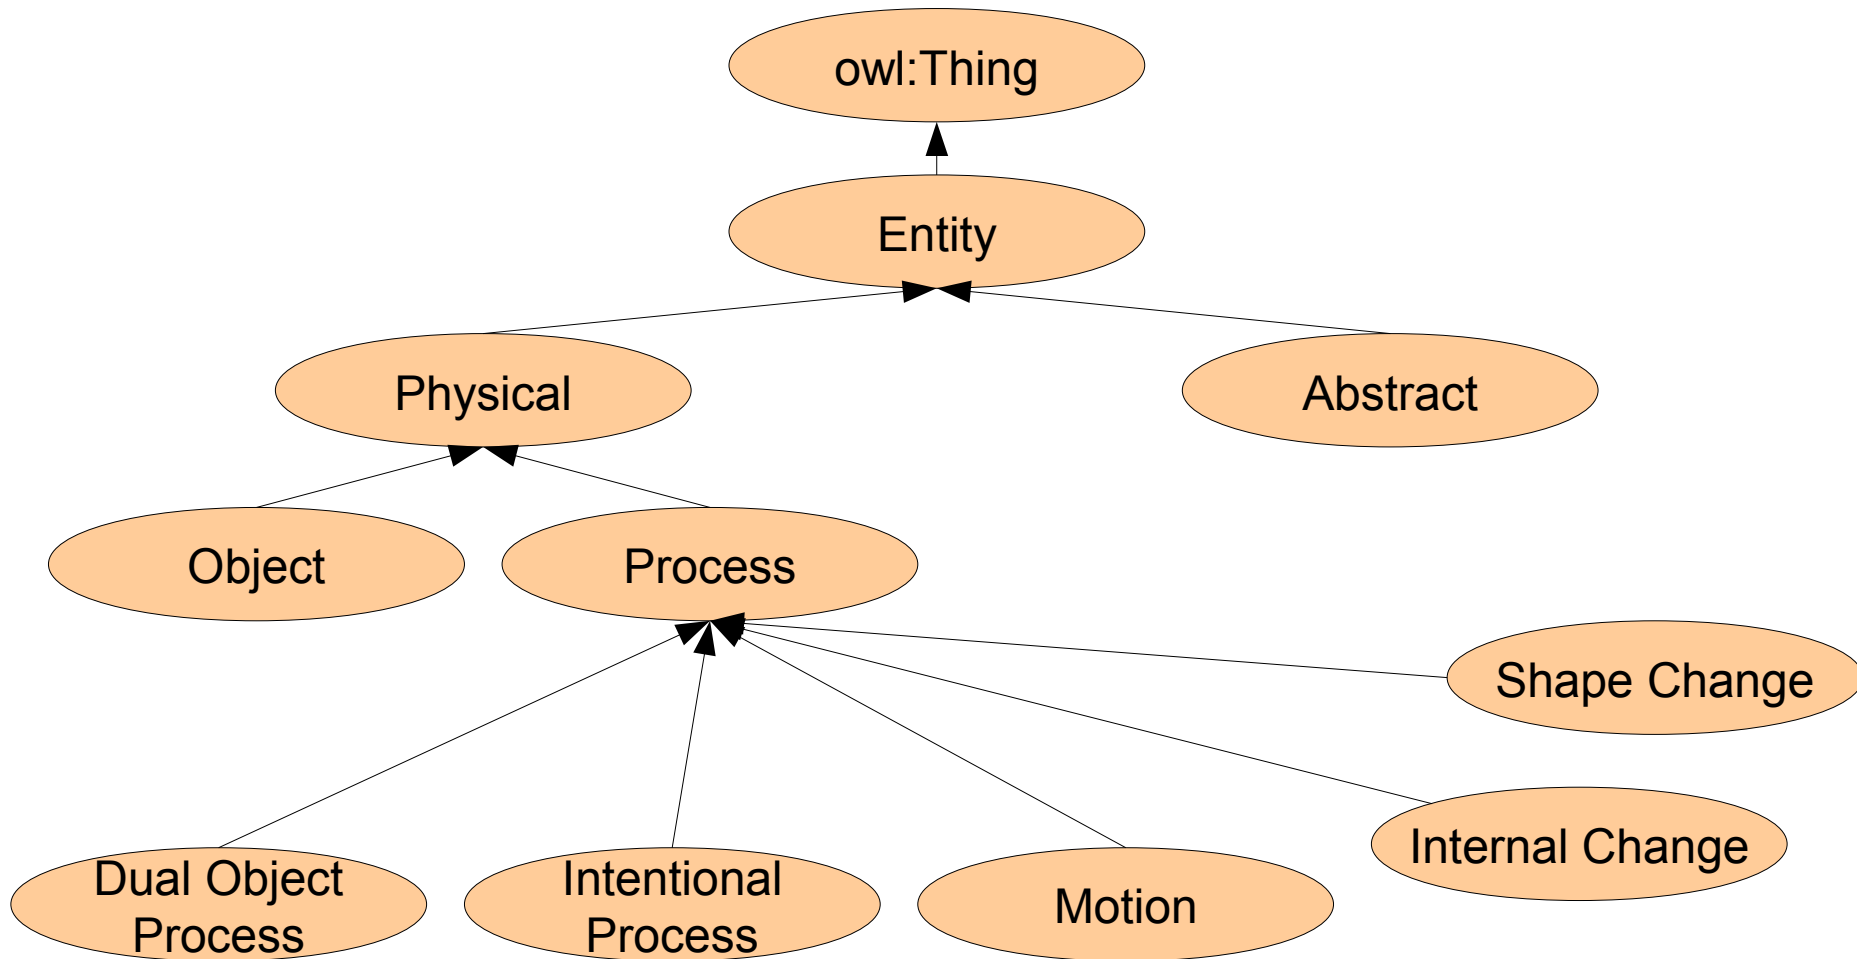 owl:Thing
Entity
Physical
Abstract
Object
Process
Shape Change
Internal Change
Dual Object
Process
Intentional
Process
Motion